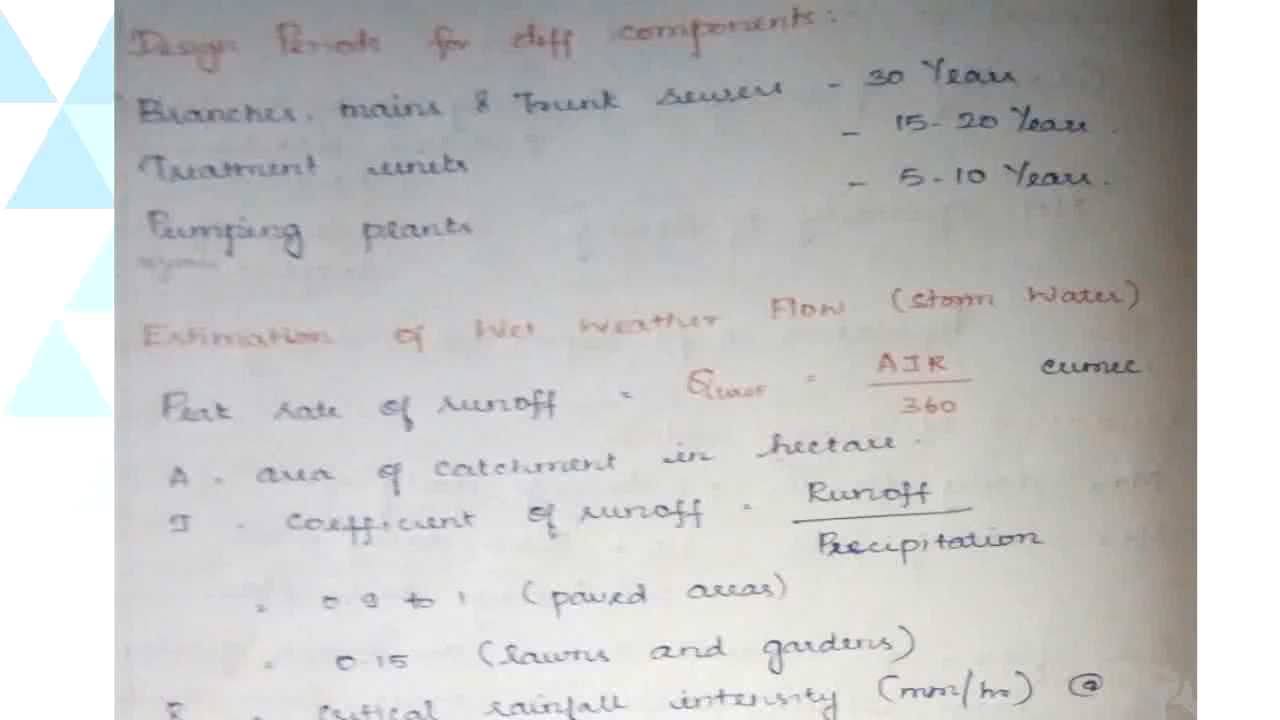 Design Periods for diff components:
Branches, mains & Trunk sewers - 30 Years.
Treatment units - 15-20 Years.
Pumping plants - 5-10 Years.
Estimation of Wet Weather Flow (Storm Water)
Peak rate of runoff = Qmax = AIR/360 cumec
A - area of catchment in hectare.
I - coefficient of runoff = Runoff/Precipitation
= 0.9 to 1 (paved areas)
= 0.15 (lawns and gardens)
R - critical rainfall intensity (mm/hr) @